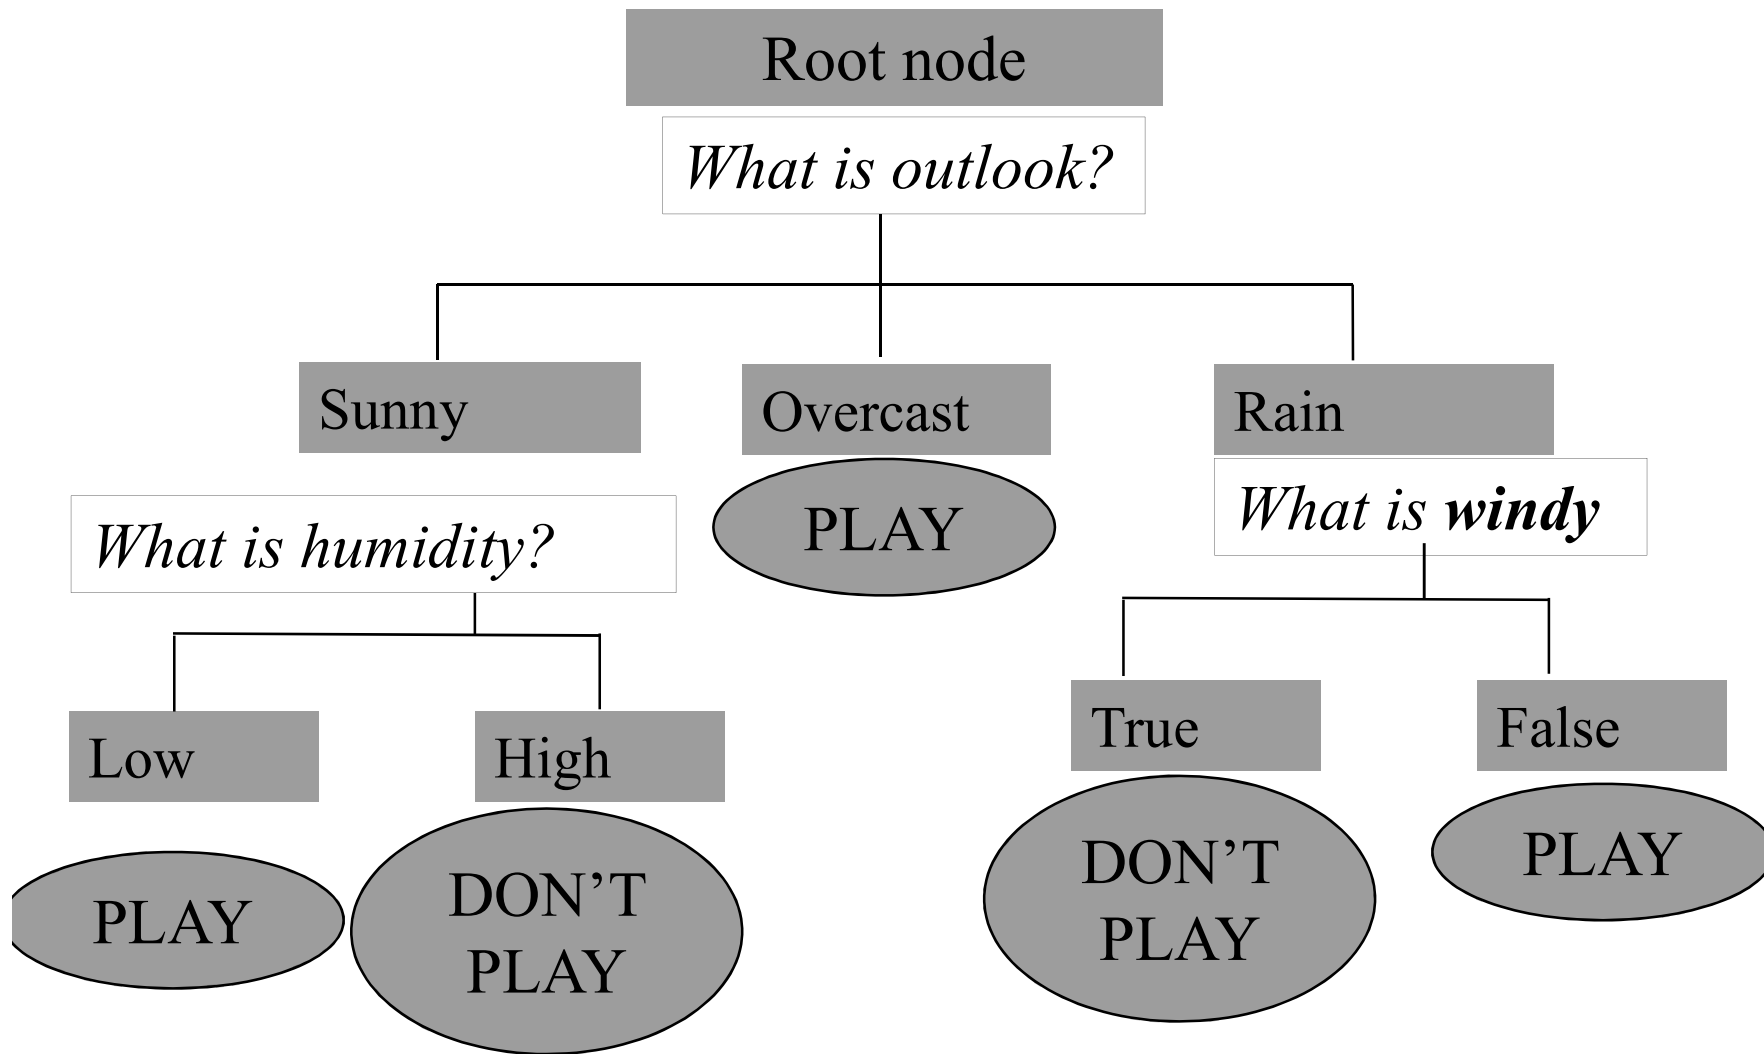 Root node
What is outlook?
Sunny
Overcast
Rain
PLAY
What is windy
What is humidity?
Low
High
True
False
PLAY
DON’T
PLAY
DON’T
PLAY
PLAY